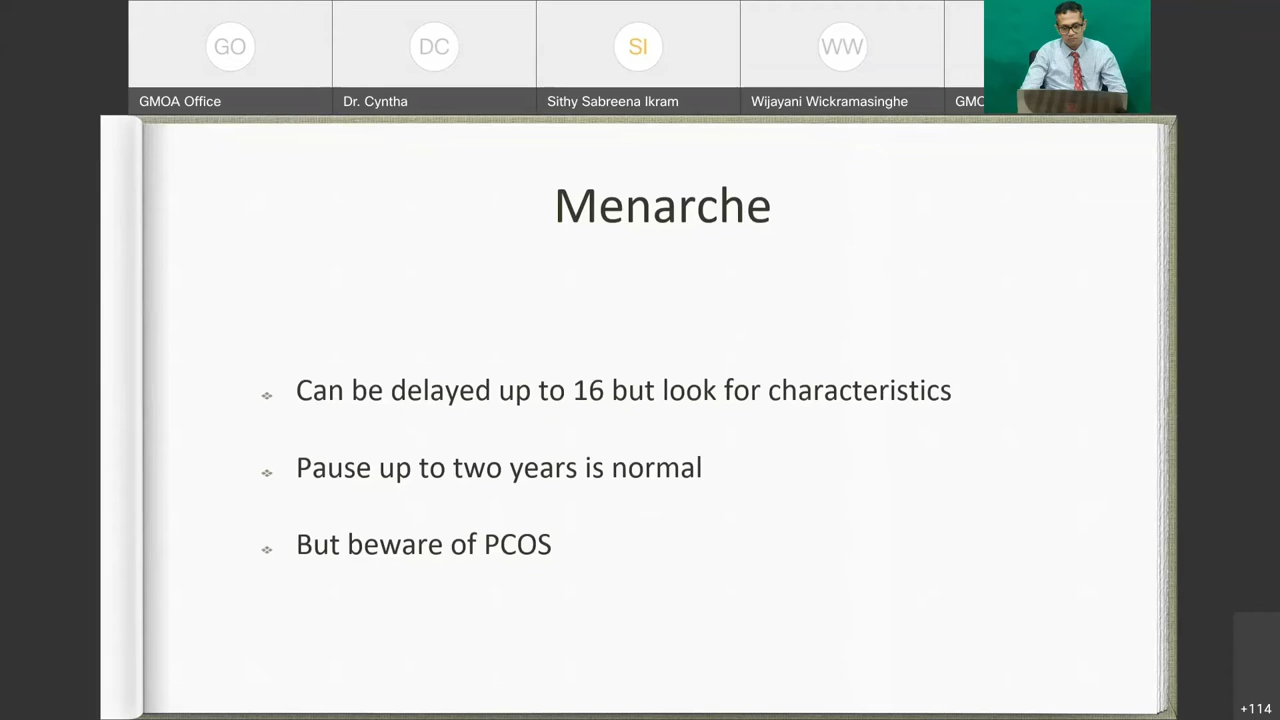 GO
DC
SI
WW
GMOA Office
Dr. Cyntha
Sithy Sabreena Ikram
Wijayani Wickramasinghe
GMC
Menarche
Can be delayed up to 16 but look for characteristics
Pause up to two years is normal
But beware of PCOS
+114